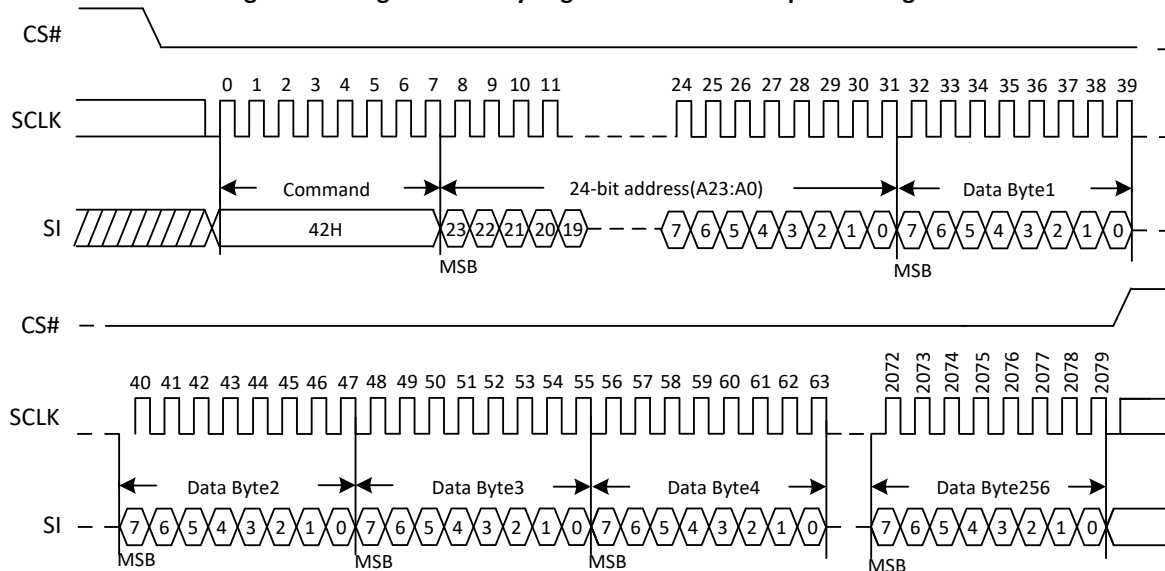 CS#
0 1 2 3 4 5 6 7 8 9 10 11 24 25 26 27 28 29 30 31 32 33 34 35 36 37 38 39
SCLK
Command 24-bit address(A23:A0) Data Byte1
SI 42H 23 22 21 20 19 7 6 5 4 3 2 1 0 7 6 5 4 3 2 1 0
MSB MSB
CS#
40 41 42 43 44 45 46 47 48 49 50 51 52 53 54 55 56 57 58 59 60 61 62 63 2072 2073 2074 2075 2076 2077 2078 2079
SCLK
Data Byte2 Data Byte3 Data Byte4 Data Byte256
SI 7 6 5 4 3 2 1 0 7 6 5 4 3 2 1 0 7 6 5 4 3 2 1 0 7 6 5 4 3 2 1 0
MSB MSB MSB MSB